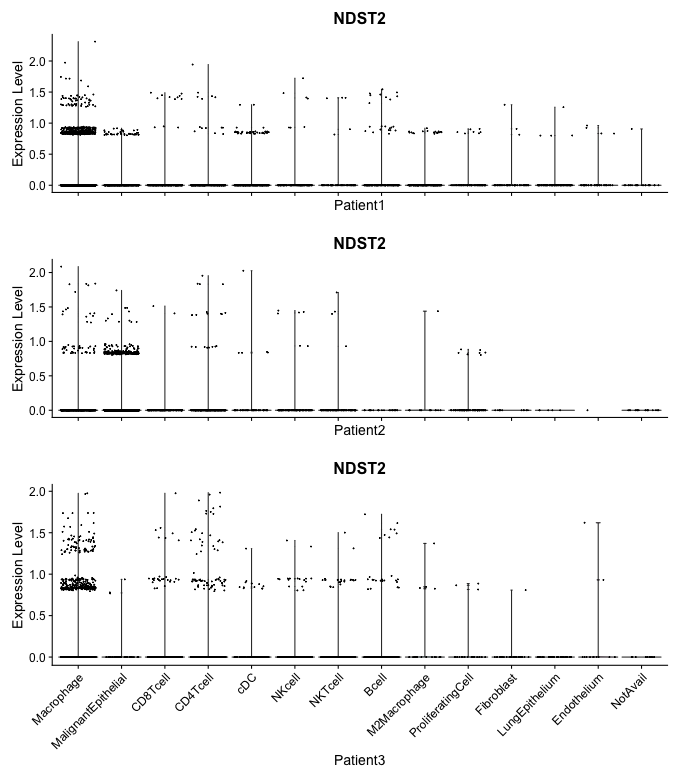 NDST2
Expression Level
2.0
1.5
1.0
0.5
0.0
Patient1
NDST2
Expression Level
2.0
1.5
1.0
0.5
0.0
Patient2
NDST2
Expression Level
2.0
1.5
1.0
0.5
0.0
Macrophage
MalignantEpithelial
CD8Tcell
CD4Tcell
cDC
NKcell
NKTcell
Bcell
M2Macrophage
ProliferatingCell
Fibroblast
LungEpithelium
Endothelium
NotAvail
Patient3